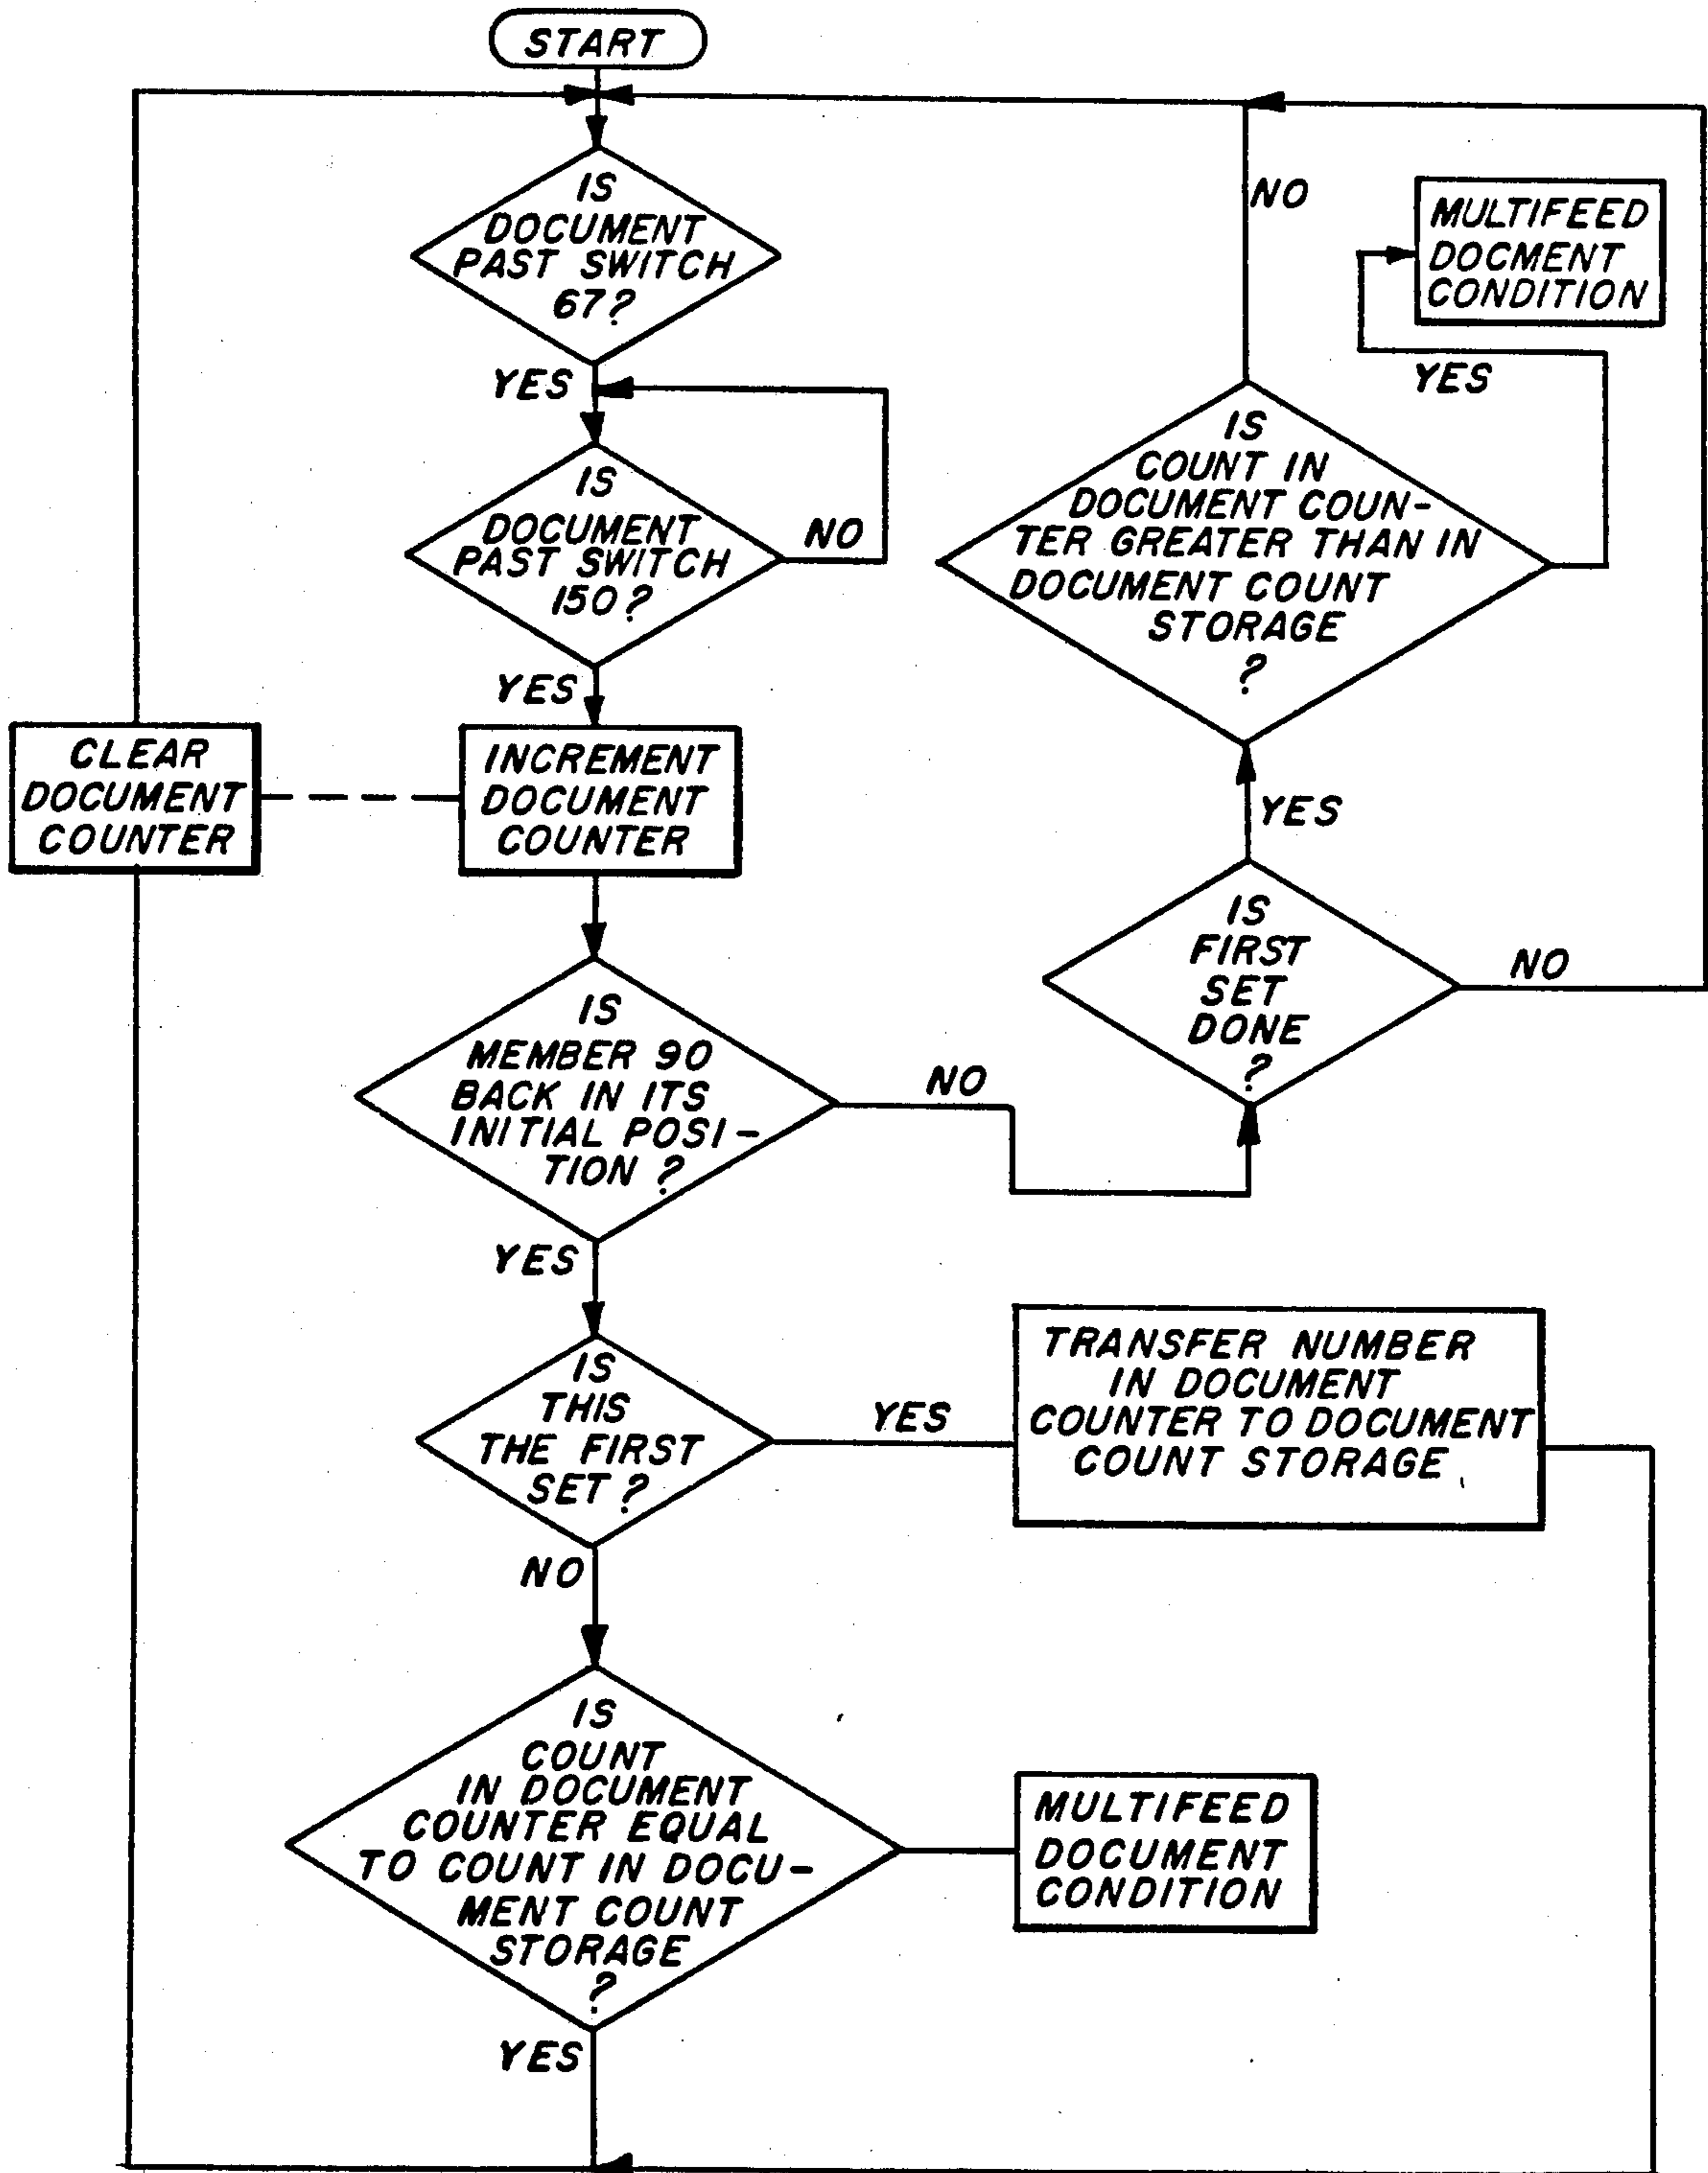 START
IS
DOCUMENT
PAST SWITCH
67?
YES
IS
DOCUMENT
PAST SWITCH
150?
NO
YES
CLEAR
DOCUMENT
COUNTER
INCREMENT
DOCUMENT
COUNTER
IS
MEMBER 90
BACK IN ITS
INITIAL POSI-
TION ?
NO
YES
IS
FIRST
SET
DONE
?
NO
YES
IS
COUNT IN
DOCUMENT COUN-
TER GREATER THAN IN
DOCUMENT COUNT
STORAGE
?
NO
YES
MULTIFEED
DOCMENT
CONDITION
IS
THIS
THE FIRST
SET ?
YES
TRANSFER NUMBER
IN DOCUMENT
COUNTER TO DOCUMENT
COUNT STORAGE
NO
IS
COUNT
IN DOCUMENT
COUNTER EQUAL
TO COUNT IN DOCU-
MENT COUNT
STORAGE
?
MULTIFEED
DOCUMENT
CONDITION
YES